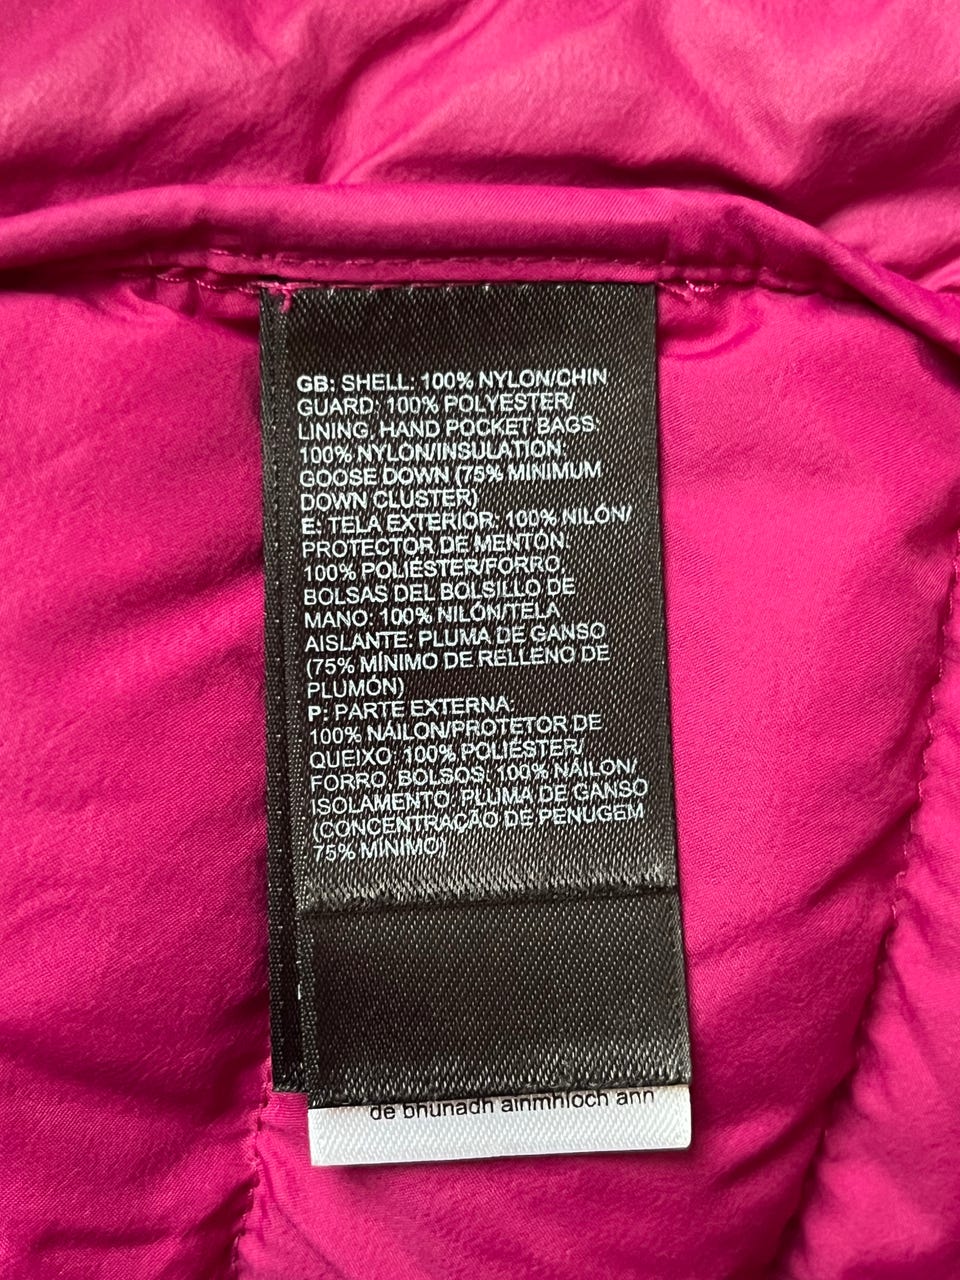 GB: SHELL: 100% NYLON/CHIN
GUARD: 100% POLYESTER/
LINING, HAND POCKET BAGS:
100% NYLON/INSULATION:
GOOSE DOWN (75% MINIMUM
DOWN CLUSTER)
E: TELA EXTERIOR: 100% NILÓN/
PROTECTOR DE MENTÓN:
100% POLIÉSTER/FORRO,
BOLSAS DEL BOLSILLO DE
MANO: 100% NILÓN/TELA
AISLANTE: PLUMA DE GANSO
(75% MÍNIMO DE RELLENO DE
PLUMÓN)
P: PARTE EXTERNA
100% NÁILON/PROTETOR DE
QUEIXO: 100% POLIÉSTER/
FORRO, BOLSOS: 100% NÁILON/
ISOLAMENTO: PLUMA DE GANSO
(CONCENTRAÇÃO DE PENUGEM
75% MÍNIMO)
de bhunadh ainmhíoch ann